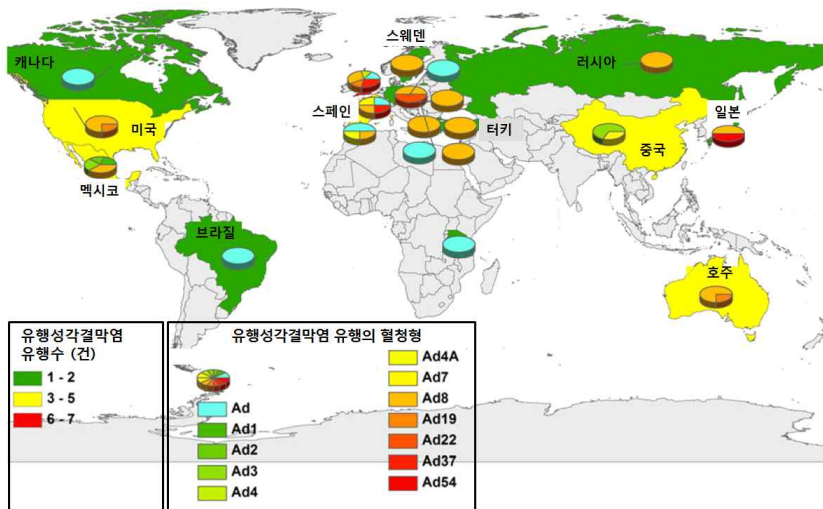 스웨덴
캐나다
러시아
미국
스페인
터키
일본
중국
멕시코
브라질
호주
유행성각결막염
유행수 (건)
1 - 2
3 - 5
6 - 7
유행성각결막염 유행의 혈청형
Ad
Ad1
Ad2
Ad3
Ad4
Ad4A
Ad7
Ad8
Ad19
Ad22
Ad37
Ad54